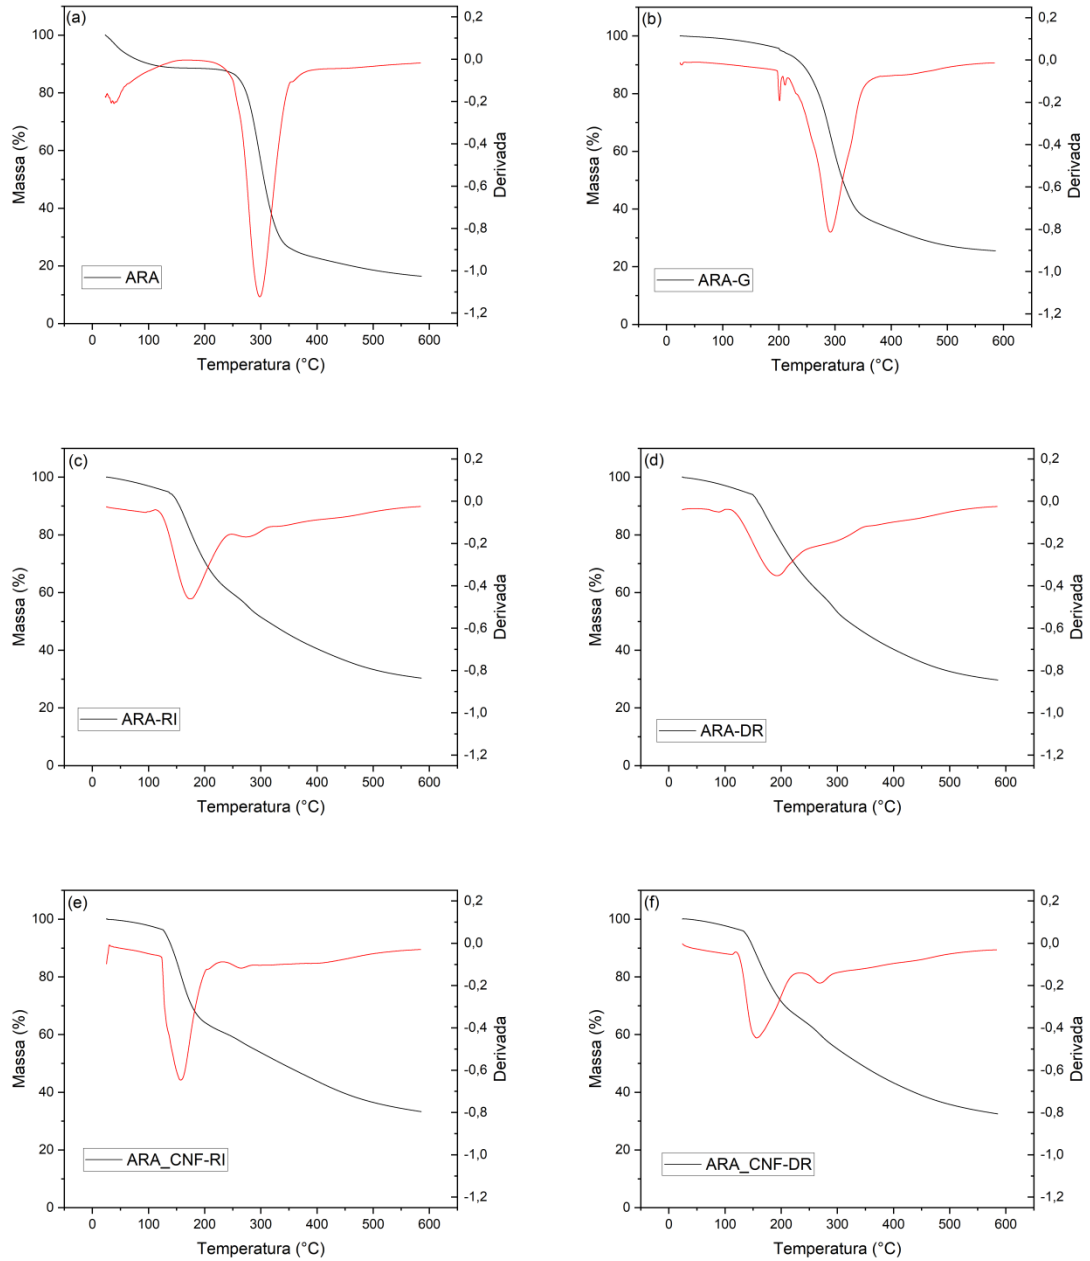 (a)
100
80
60
40
20
0
Massa (%)
0,2
0,0
-0,2
-0,4
-0,6
-0,8
-1,0
-1,2
Derivada
ARA
0 100 200 300 400 500 600
Temperatura (°C)
(b)
100
80
60
40
20
0
Massa (%)
0,2
0,0
-0,2
-0,4
-0,6
-0,8
-1,0
-1,2
Derivada
ARA-G
0 100 200 300 400 500 600
Temperatura (°C)
(c)
100
80
60
40
20
0
Massa (%)
0,2
0,0
-0,2
-0,4
-0,6
-0,8
-1,0
-1,2
Derivada
ARA-RI
0 100 200 300 400 500 600
Temperatura (°C)
(d)
100
80
60
40
20
0
Massa (%)
0,2
0,0
-0,2
-0,4
-0,6
-0,8
-1,0
-1,2
Derivada
ARA-DR
0 100 200 300 400 500 600
Temperatura (°C)
(e)
100
80
60
40
20
0
Massa (%)
0,2
0,0
-0,2
-0,4
-0,6
-0,8
-1,0
-1,2
Derivada
ARA_CNF-RI
0 100 200 300 400 500 600
Temperatura (°C)
(f)
100
80
60
40
20
0
Massa (%)
0,2
0,0
-0,2
-0,4
-0,6
-0,8
-1,0
-1,2
Derivada
ARA_CNF-DR
0 100 200 300 400 500 600
Temperatura (°C)